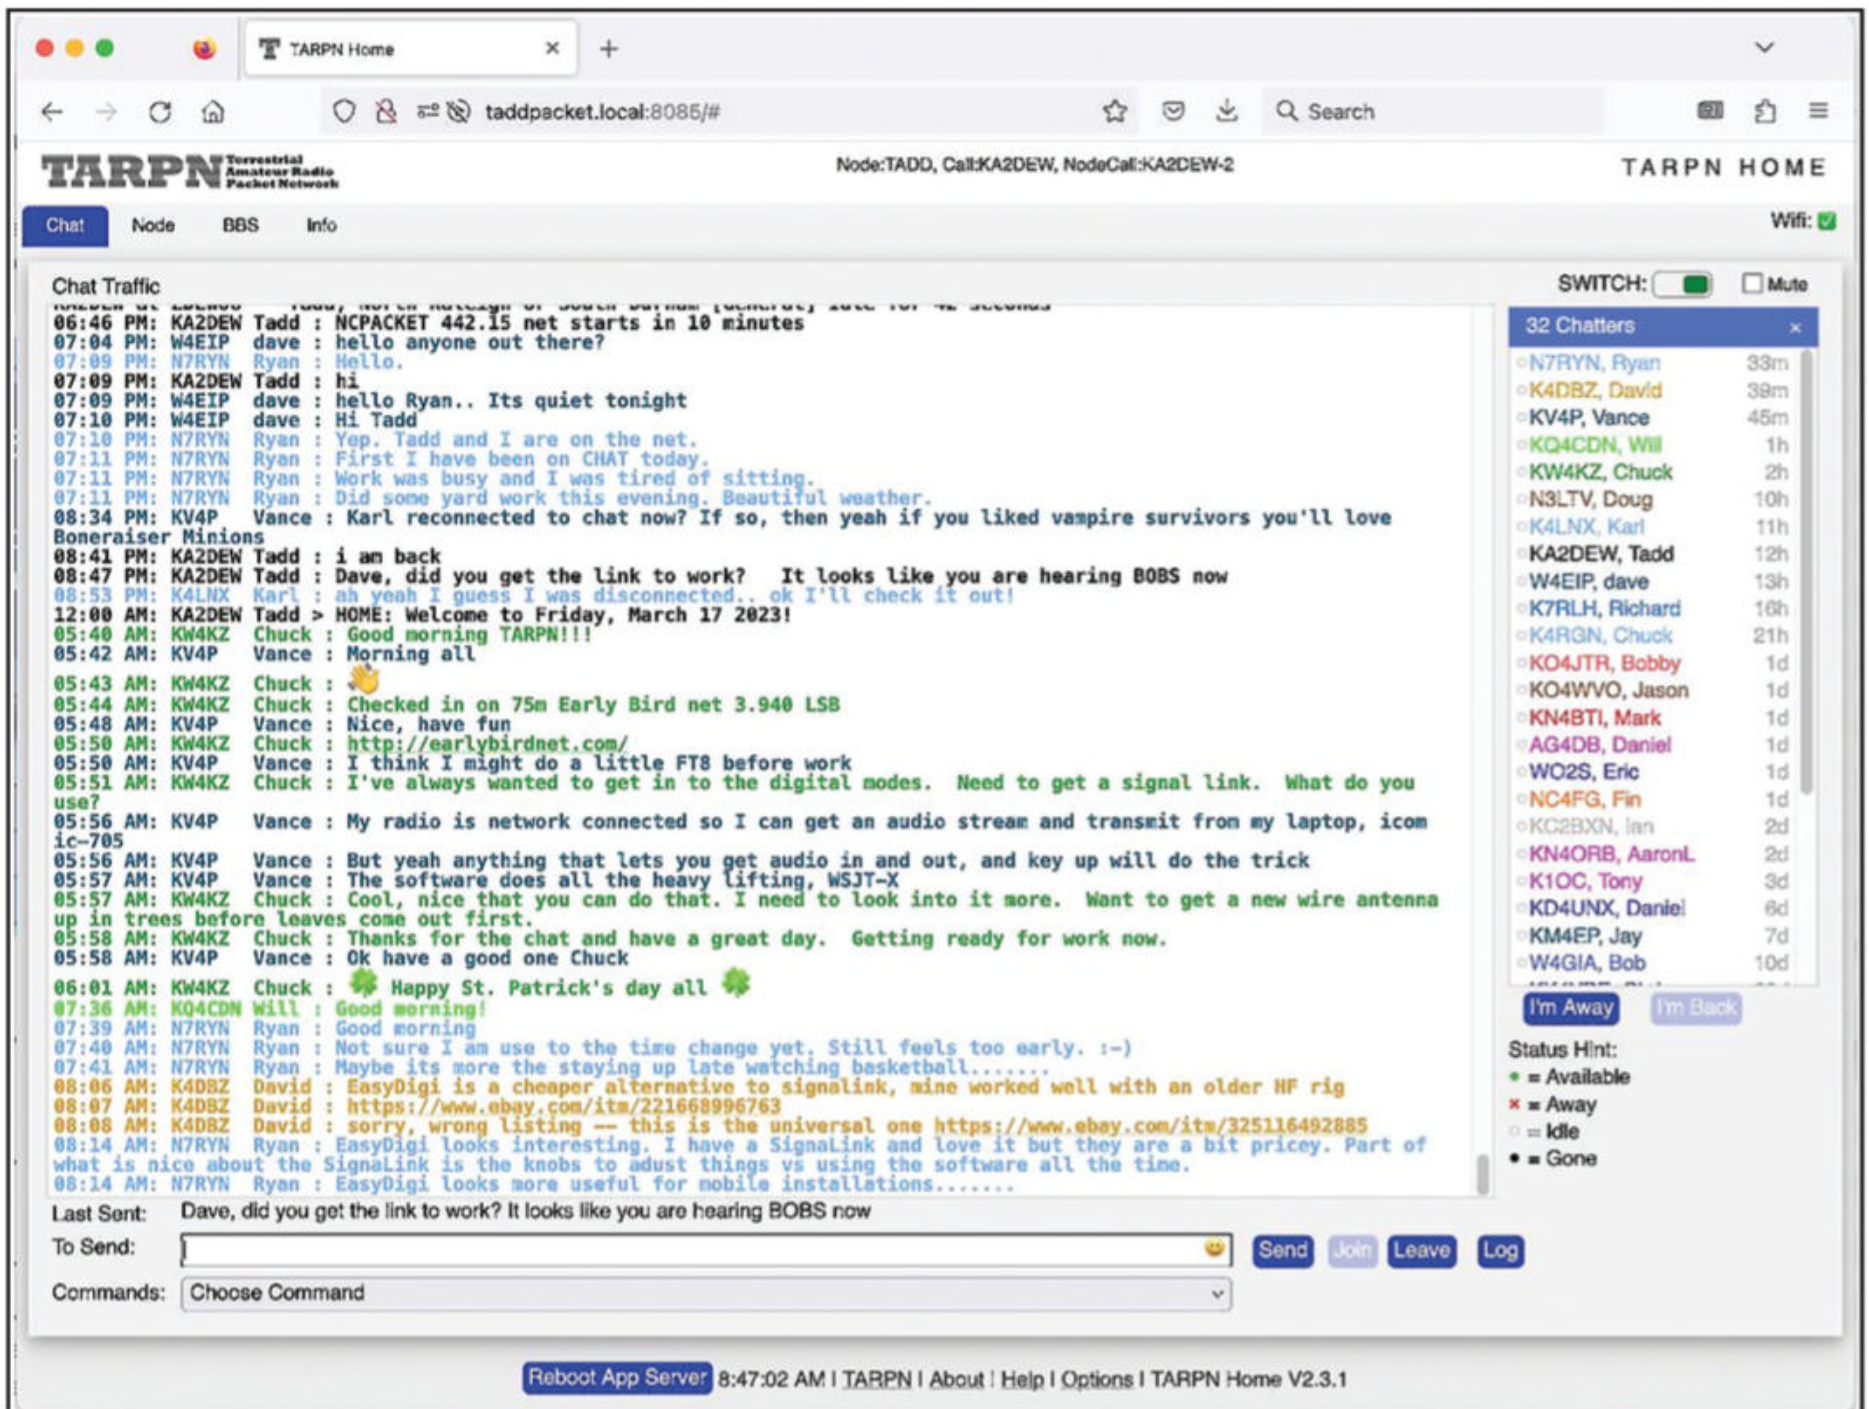 TARPN Home
taddpacket.local:8085/#
Search
TARPN Terrestrial Amateur Radio Packet Network
Node:TADD, Call:KA2DEW, NodeCall:KA2DEW-2
TARPN HOME
Chat Node BBS Info
Wifi:
Chat Traffic
SWITCH: Mute
06:46 PM: KA2DEW Tadd : NCPACKET 442.15 net starts in 10 minutes
07:04 PM: W4EIP dave : hello anyone out there?
07:09 PM: N7RYN Ryan : Hello.
07:09 PM: KA2DEW Tadd : hi
07:09 PM: W4EIP dave : hello Ryan.. Its quiet tonight
07:10 PM: W4EIP dave : Hi Tadd
07:10 PM: N7RYN Ryan : Yep. Tadd and I are on the net.
07:11 PM: N7RYN Ryan : First I have been on CHAT today.
07:11 PM: N7RYN Ryan : Work was busy and I was tired of sitting.
07:11 PM: N7RYN Ryan : Did some yard work this evening. Beautiful weather.
08:34 PM: KV4P Vance : Karl reconnected to chat now? If so, then yeah if you liked vampire survivors you'll love
Boneraiser Minions
08:41 PM: KA2DEW Tadd : i am back
08:47 PM: KA2DEW Tadd : Dave, did you get the link to work? It looks like you are hearing BOBS now
08:53 PM: K4LNX Karl : ah yeah I guess I was disconnected.. ok I'll check it out!
12:00 AM: KA2DEW Tadd > HOME: Welcome to Friday, March 17 2023!
05:40 AM: KW4KZ Chuck : Good morning TARPN!!!
05:42 AM: KV4P Vance : Morning all
05:43 AM: KW4KZ Chuck : 👋
05:44 AM: KW4KZ Chuck : Checked in on 75m Early Bird net 3.940 LSB
05:48 AM: KV4P Vance : Nice, have fun
05:50 AM: KW4KZ Chuck : http://earlybirdnet.com/
05:50 AM: KV4P Vance : I think I might do a little FT8 before work
05:51 AM: KW4KZ Chuck : I've always wanted to get in to the digital modes. Need to get a signal link. What do you
use?
05:56 AM: KV4P Vance : My radio is network connected so I can get an audio stream and transmit from my laptop, icom
ic-705
05:56 AM: KV4P Vance : But yeah anything that lets you get audio in and out, and key up will do the trick
05:57 AM: KV4P Vance : The software does all the heavy lifting, WSJT-X
05:57 AM: KW4KZ Chuck : Cool, nice that you can do that. I need to look into it more. Want to get a new wire antenna
up in trees before leaves come out first.
05:58 AM: KW4KZ Chuck : Thanks for the chat and have a great day. Getting ready for work now.
05:58 AM: KV4P Vance : Ok have a good one Chuck
06:01 AM: KW4KZ Chuck : 🍀 Happy St. Patrick's day all 🍀
07:36 AM: KQ4CDN Will : Good morning!
07:39 AM: N7RYN Ryan : Good morning
07:40 AM: N7RYN Ryan : Not sure I am use to the time change yet. Still feels too early. :-)
07:41 AM: N7RYN Ryan : Maybe its more the staying up late watching basketball.......
08:06 AM: K4DBZ David : EasyDigi is a cheaper alternative to signalink, mine worked well with an older HF rig
08:07 AM: K4DBZ David : https://www.ebay.com/itm/221668996763
08:08 AM: K4DBZ David : sorry, wrong listing -- this is the universal one https://www.ebay.com/itm/325116492885
08:14 AM: N7RYN Ryan : EasyDigi looks interesting. I have a SignaLink and love it but they are a bit pricey. Part of
what is nice about the SignaLink is the knobs to adust things vs using the software all the time.
08:14 AM: N7RYN Ryan : EasyDigi looks more useful for mobile installations.......
32 Chatters ×
N7RYN, Ryan 33m
K4DBZ, David 39m
KV4P, Vance 45m
KQ4CDN, Will 1h
KW4KZ, Chuck 2h
N3LTV, Doug 10h
K4LNX, Karl 11h
KA2DEW, Tadd 12h
W4EIP, dave 13h
K7RLH, Richard 16h
K4RGN, Chuck 21h
KO4JTR, Bobby 1d
KO4WVO, Jason 1d
KN4BTI, Mark 1d
AG4DB, Daniel 1d
WO2S, Eric 1d
NC4FG, Fin 1d
KC2BXN, Ian 2d
KN4ORB, AaronL 2d
K1OC, Tony 3d
KD4UNX, Daniel 6d
KM4EP, Jay 7d
W4GIA, Bob 10d
I'm Away I'm Back
Status Hint:
= Available
= Away
= Idle
= Gone
Last Sent: Dave, did you get the link to work? It looks like you are hearing BOBS now
To Send: Send Join Leave Log
Commands: Choose Command
Reboot App Server 8:47:02 AM | TARPN | About | Help | Options | TARPN Home V2.3.1